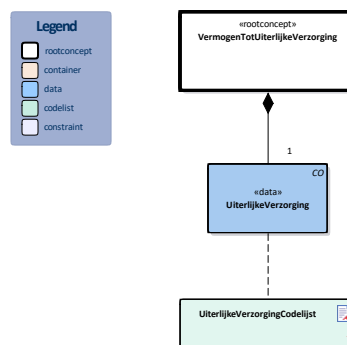 Legend
rootconcept
container
data
codelist
constraint
«rootconcept»
VermogenTotUiterlijkeVerzorging
1
CO
«data»
UiterlijkeVerzorging
UiterlijkeVerzorgingCodelijst